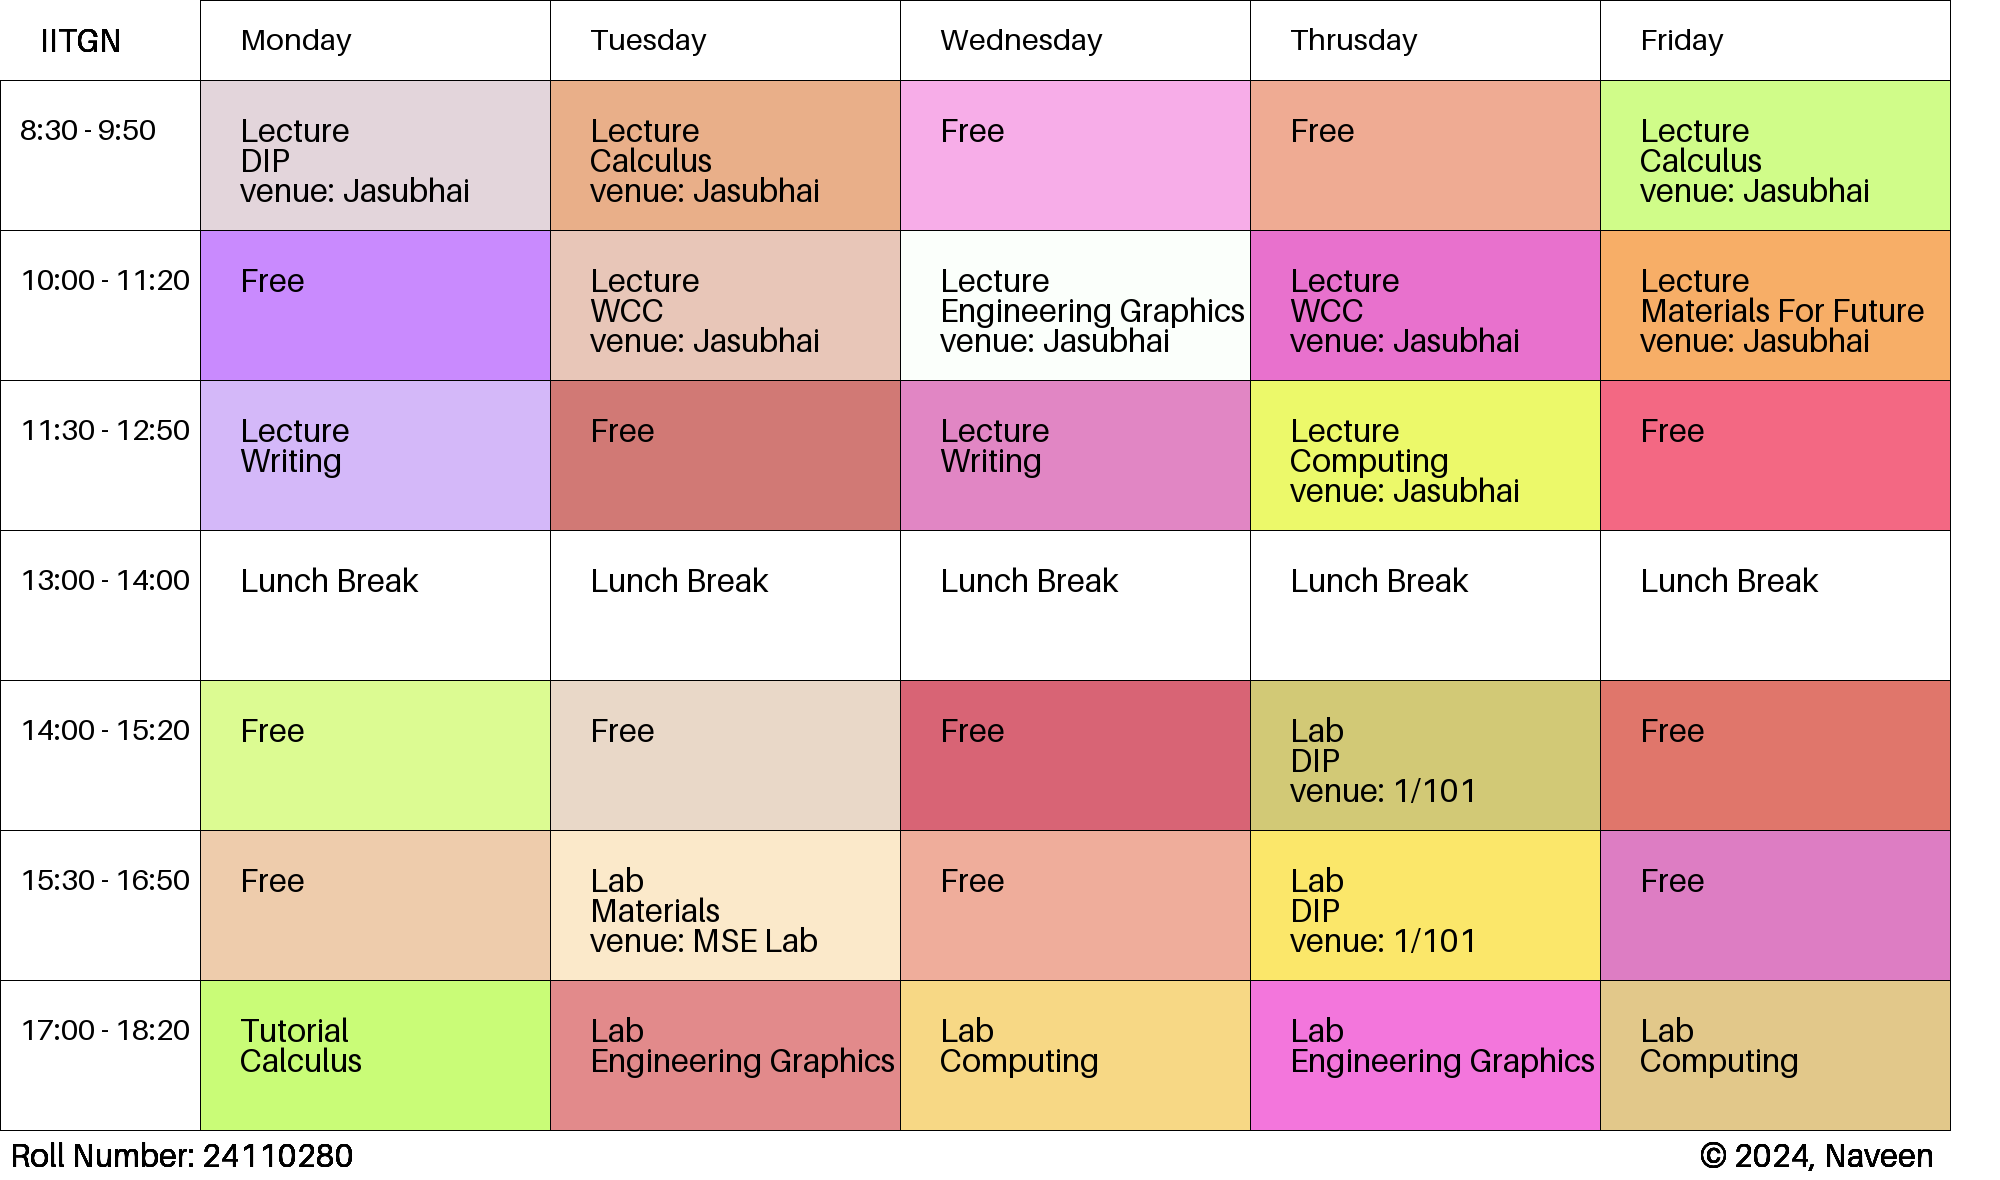 IITGN Monday Tuesday Wednesday Thrusday Friday
8:30 - 9:50
Lecture
DIP
venue: Jasubhai
Lecture
Calculus
venue: Jasubhai
Free
Free
Lecture
Calculus
venue: Jasubhai
10:00 - 11:20
Free
Lecture
WCC
venue: Jasubhai
Lecture
Engineering Graphics
venue: Jasubhai
Lecture
WCC
venue: Jasubhai
Lecture
Materials For Future
venue: Jasubhai
11:30 - 12:50
Lecture
Writing
Free
Lecture
Writing
Lecture
Computing
venue: Jasubhai
Free
13:00 - 14:00
Lunch Break
Lunch Break
Lunch Break
Lunch Break
Lunch Break
14:00 - 15:20
Free
Free
Free
Lab
DIP
venue: 1/101
Free
15:30 - 16:50
Free
Lab
Materials
venue: MSE Lab
Free
Lab
DIP
venue: 1/101
Free
17:00 - 18:20
Tutorial
Calculus
Lab
Engineering Graphics
Lab
Computing
Lab
Engineering Graphics
Lab
Computing
Roll Number: 24110280
© 2024, Naveen